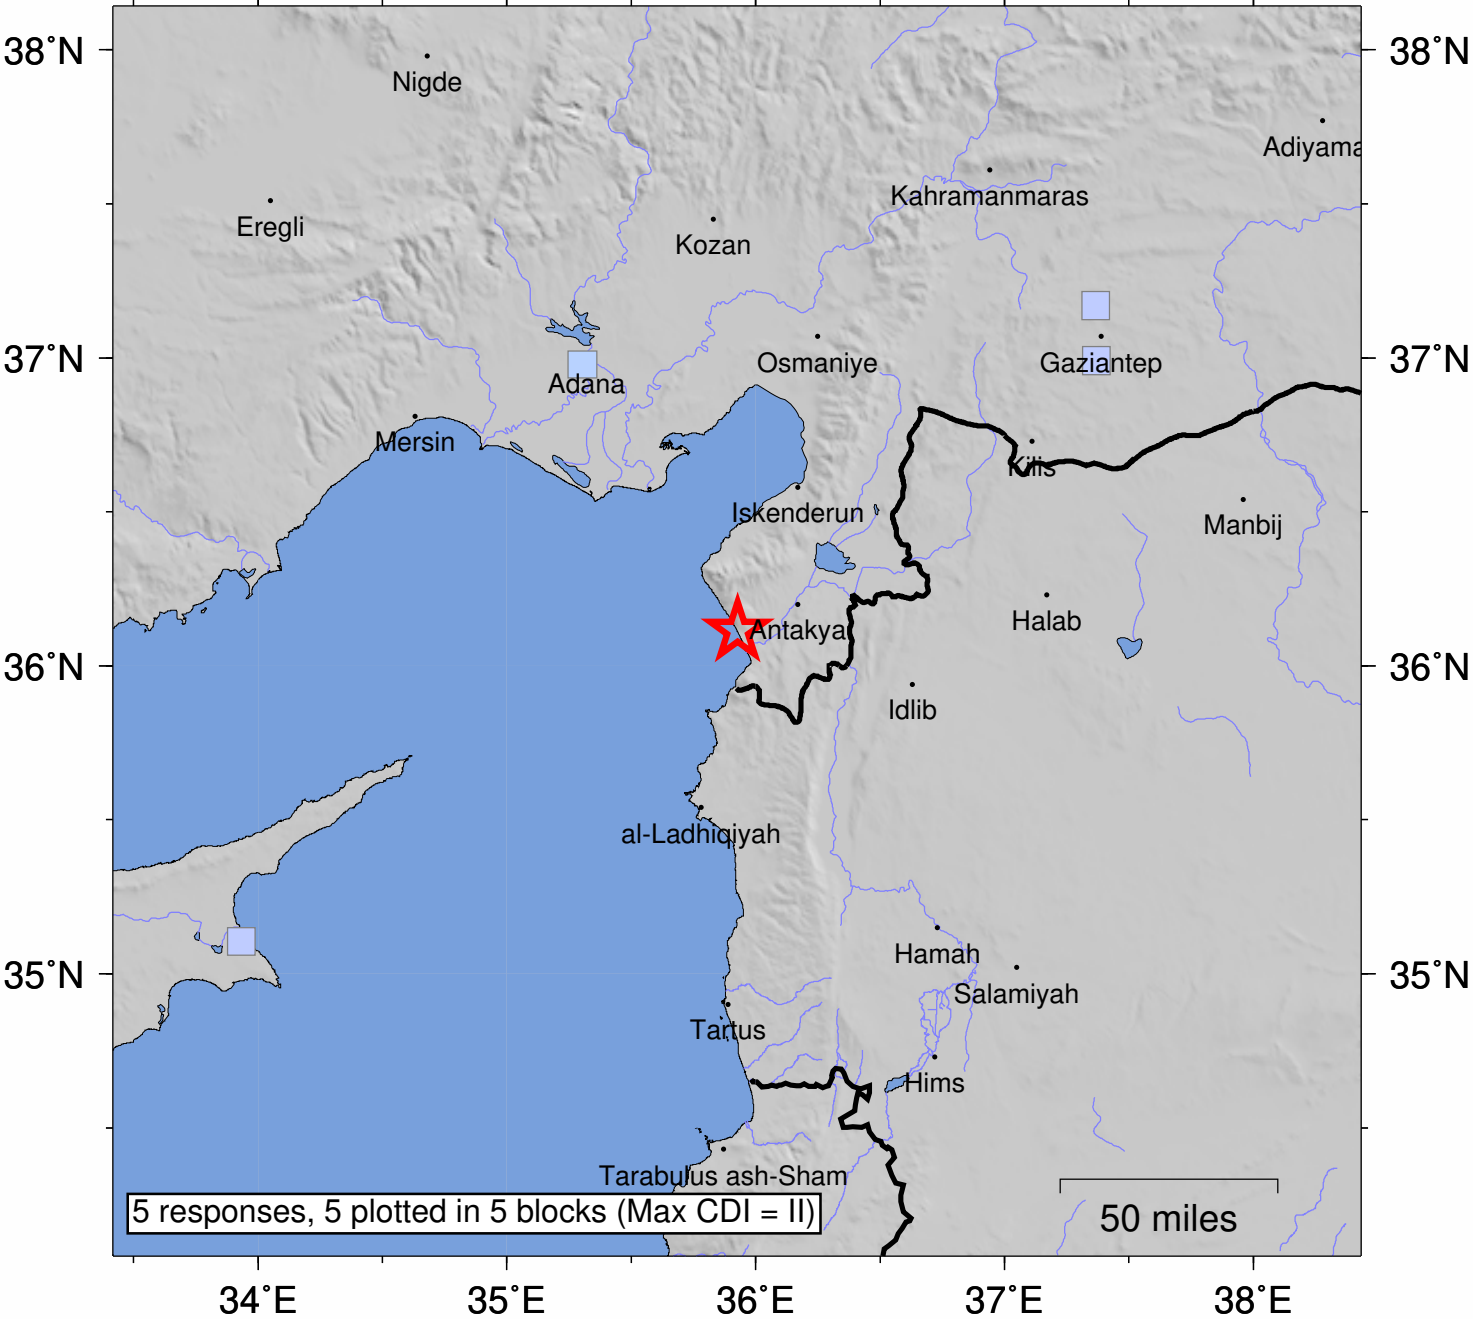 38˚N
38˚N
Nigde
Adiyama
Kahramanmaras
Eregli
Kozan
37˚N
Osmaniye
Gaziantep
37˚N
Adana
Mersin
Kilis
Iskenderun
Manbij
Halab
Antakya
36˚N
36˚N
Idlib
al-Ladhiqiyah
Hamah
35˚N
35˚N
Salamiyah
Tartus
Hims
Tarabulus ash-Sham
5 responses, 5 plotted in 5 blocks (Max CDI = II)
50 miles
34˚E
35˚E
36˚E
37˚E
38˚E